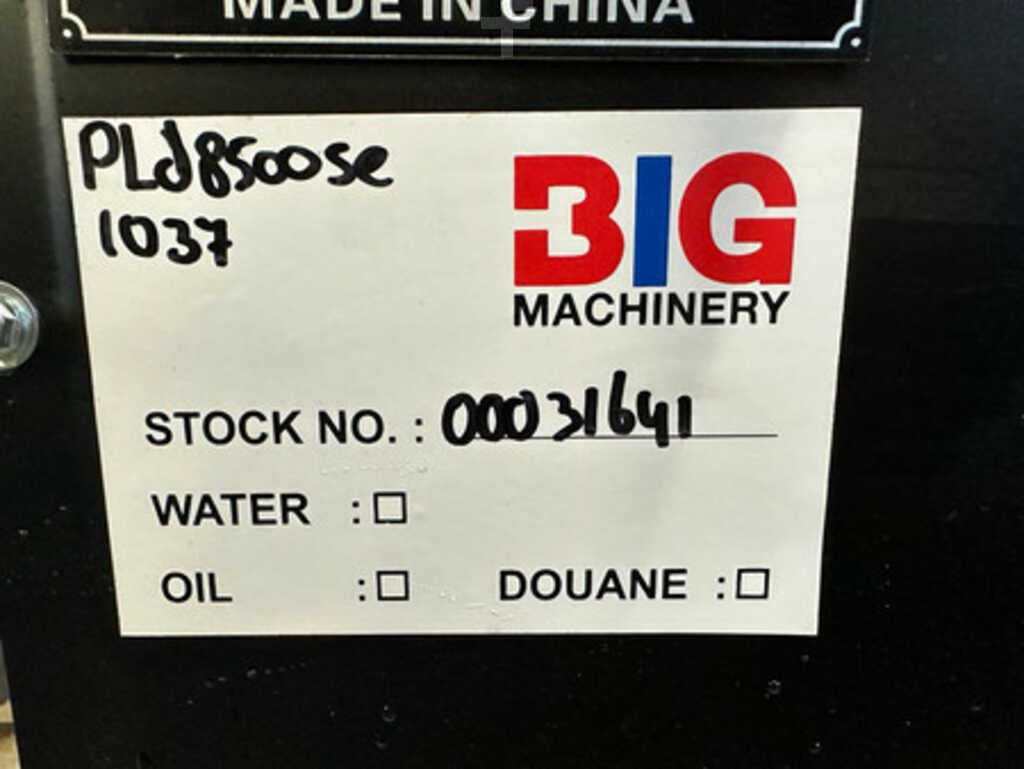 MADE IN CHINA
PLd8500se
1037
BIG
MACHINERY
STOCK NO. : 00031641
WATER : ☐
OIL : ☐ DOUANE : ☐